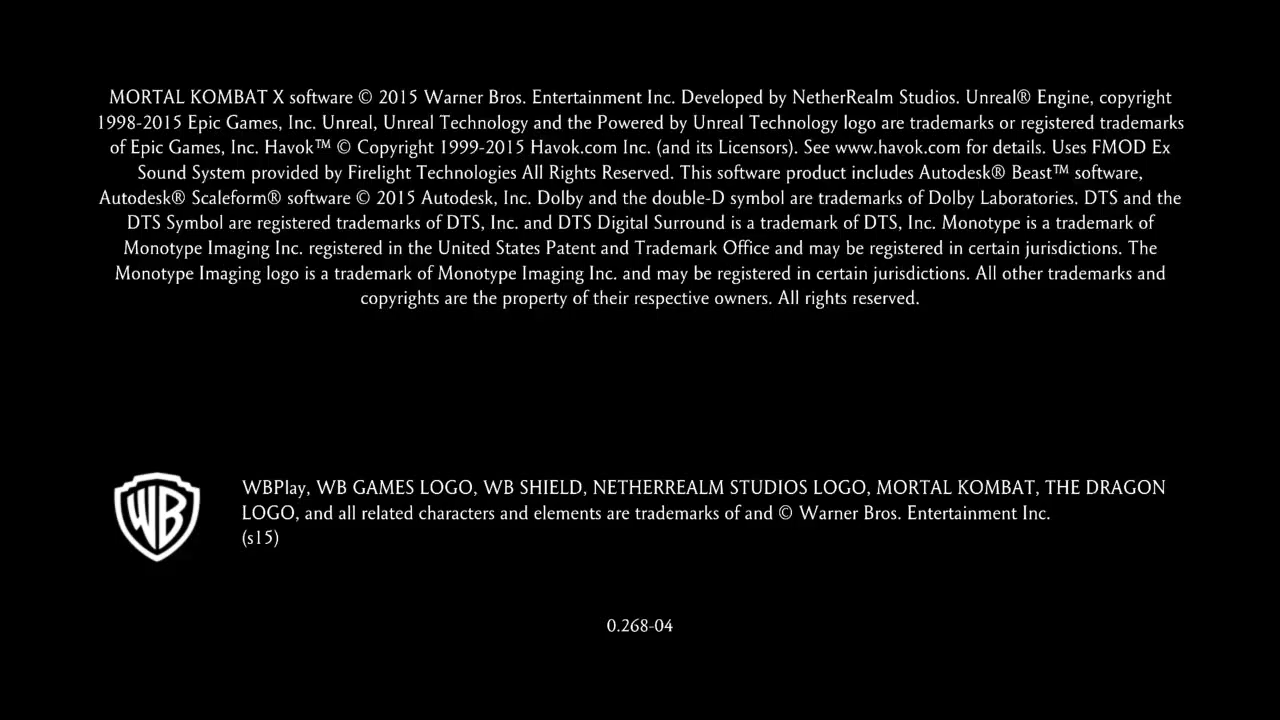 MORTAL KOMBAT X software © 2015 Warner Bros. Entertainment Inc. Developed by NetherRealm Studios. Unreal® Engine, copyright
1998-2015 Epic Games, Inc. Unreal, Unreal Technology and the Powered by Unreal Technology logo are trademarks or registered trademarks
of Epic Games, Inc. Havok™ © Copyright 1999-2015 Havok.com Inc. (and its Licensors). See www.havok.com for details. Uses FMOD Ex
Sound System provided by Firelight Technologies All Rights Reserved. This software product includes Autodesk® Beast™ software,
Autodesk® Scaleform® software © 2015 Autodesk, Inc. Dolby and the double-D symbol are trademarks of Dolby Laboratories. DTS and the
DTS Symbol are registered trademarks of DTS, Inc. and DTS Digital Surround is a trademark of DTS, Inc. Monotype is a trademark of
Monotype Imaging Inc. registered in the United States Patent and Trademark Office and may be registered in certain jurisdictions. The
Monotype Imaging logo is a trademark of Monotype Imaging Inc. and may be registered in certain jurisdictions. All other trademarks and
copyrights are the property of their respective owners. All rights reserved.
WB
WBPlay, WB GAMES LOGO, WB SHIELD, NETHERREALM STUDIOS LOGO, MORTAL KOMBAT, THE DRAGON
LOGO, and all related characters and elements are trademarks of and © Warner Bros. Entertainment Inc.
(s15)
0.268-04